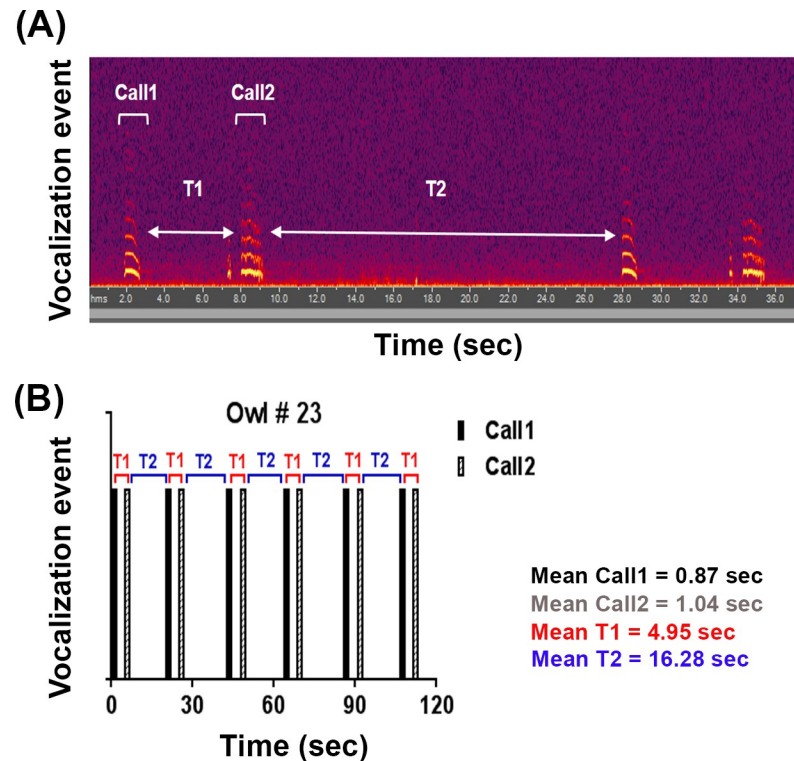 (A)
Vocalization event
Call1 Call2
T1 T2
hms 2.0 4.0 6.0 8.0 10.0 12.0 14.0 16.0 18.0 20.0 22.0 24.0 26.0 28.0 30.0 32.0 34.0 36.0
Time (sec)
(B)
Vocalization event
Owl # 23
Call1
Call2
T1 T2 T1 T2 T1 T2 T1 T2 T1 T2 T1
0 30 60 90 120
Time (sec)
Mean Call1 = 0.87 sec
Mean Call2 = 1.04 sec
Mean T1 = 4.95 sec
Mean T2 = 16.28 sec